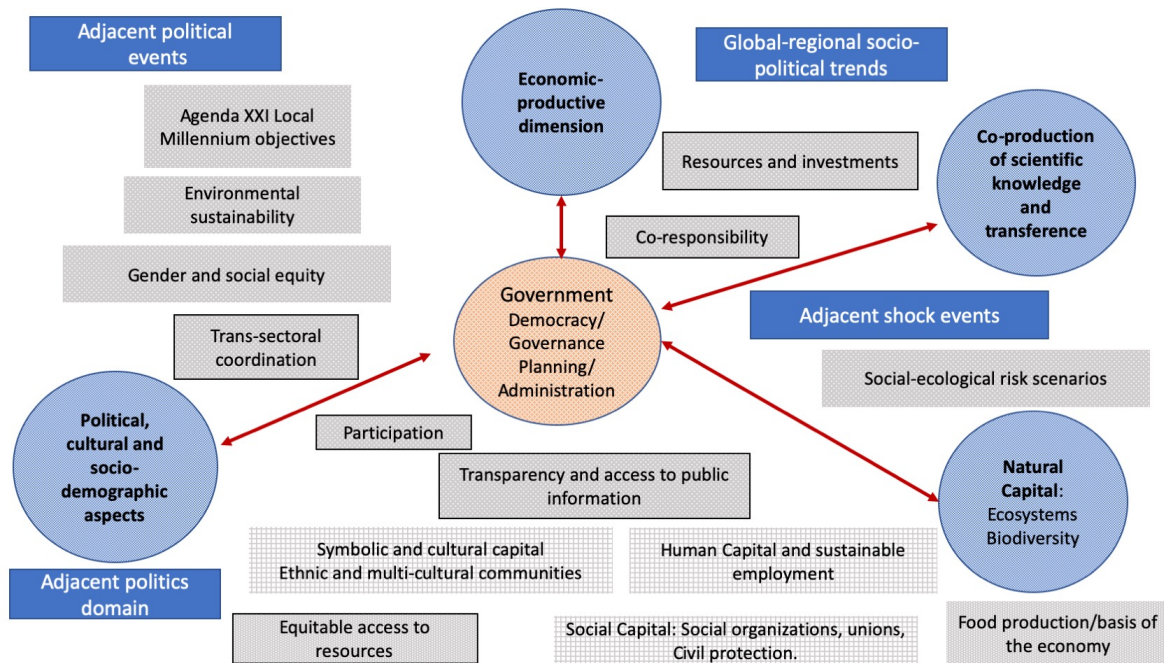 Adjacent political
events
Global-regional socio-
political trends
Economic-
productive
dimension
Agenda XXI Local
Millennium objectives
Resources and investments
Co-production
of scientific
knowledge
and
transference
Environmental
sustainability
Co-responsibility
Gender and social equity
Government
Democracy/
Governance
Planning/
Administration
Adjacent shock events
Trans-sectoral
coordination
Social-ecological risk scenarios
Political,
cultural and
socio-
demographic
aspects
Participation
Transparency and access to public
information
Natural
Capital:
Ecosystems
Biodiversity
Symbolic and cultural capital
Ethnic and multi-cultural communities
Human Capital and sustainable
employment
Adjacent politics
domain
Equitable access to
resources
Social Capital: Social organizations, unions,
Civil protection.
Food production/basis of
the economy